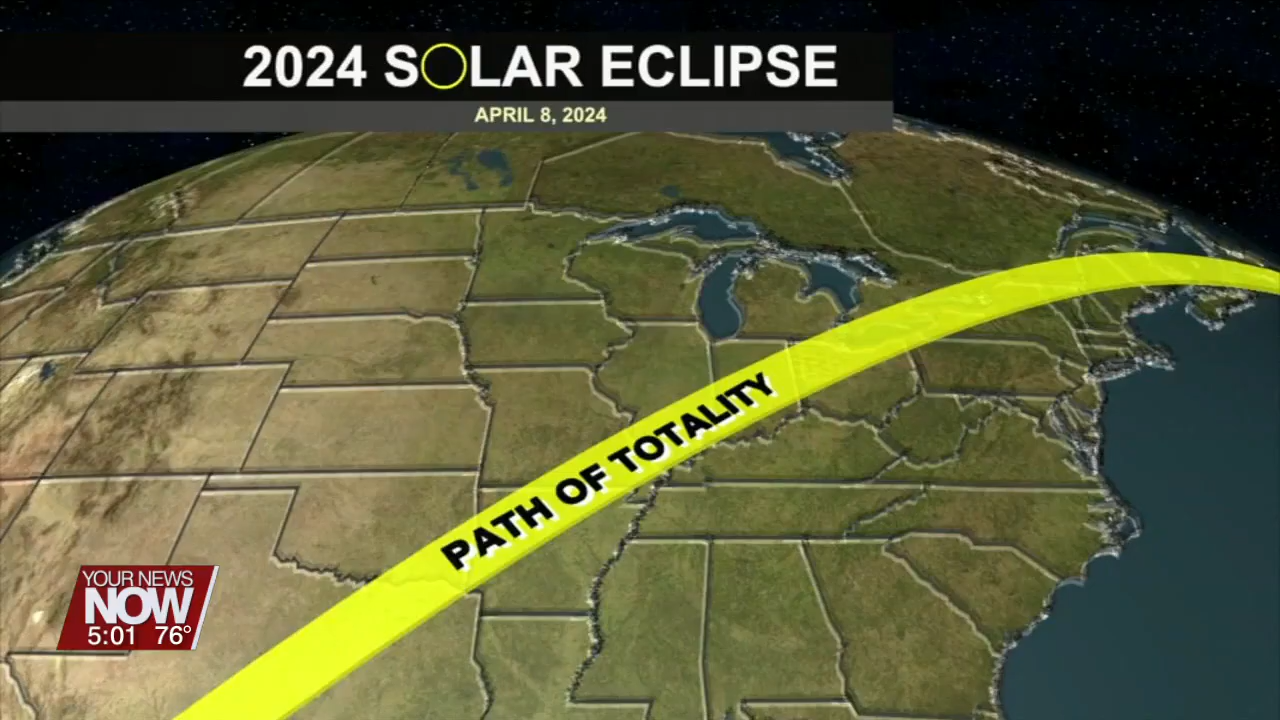 2024 SOLAR ECLIPSE
APRIL 8, 2024
PATH OF TOTALITY
YOUR NEWS
NOW
5:01 76°